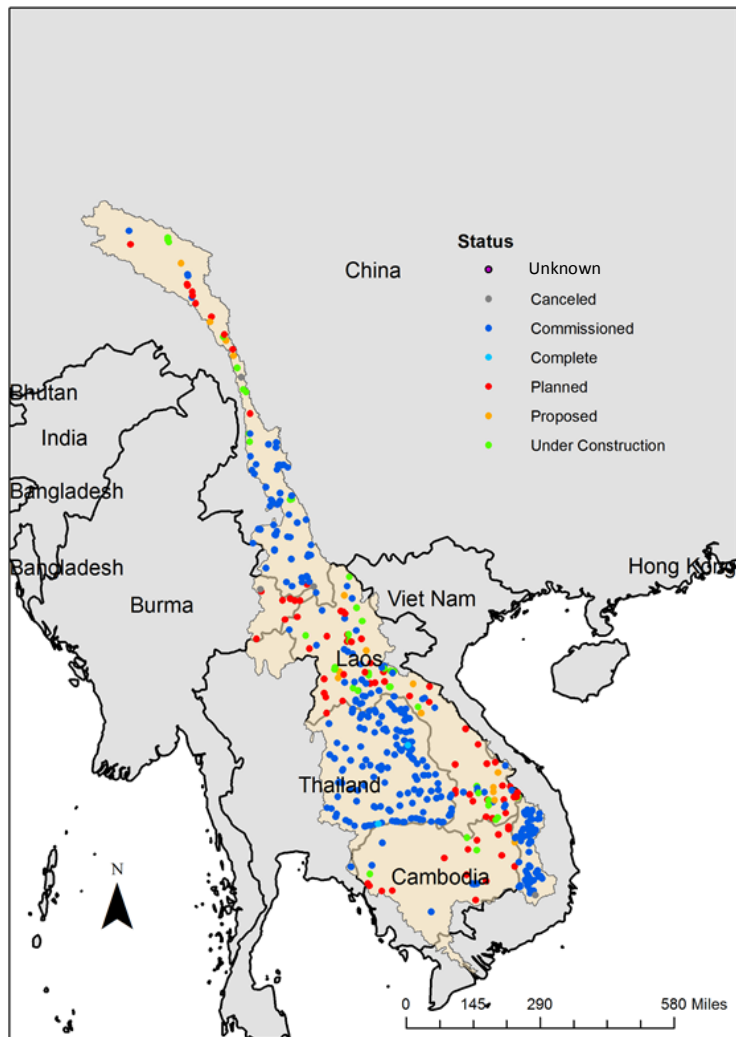 Status
Unknown
China
Canceled
Commissioned
Complete
Bhutan
Planned
Proposed
India
Under Construction
Bangladesh
Bangladesh
Hong Kong
Burma
Viet Nam
Laos
Thailand
N
Cambodia
0 145 290 580 Miles